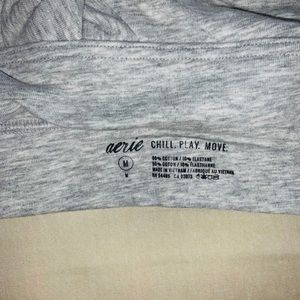 aerie CHILL. PLAY. MOVE.
M
M
90% COTTON / 10% ELASTANE
90% COTON / 10% ÉLASTHANNE
MADE IN VIETNAM / FABRIQUÉ AU VIETNAM
RN 54485 CA 03813